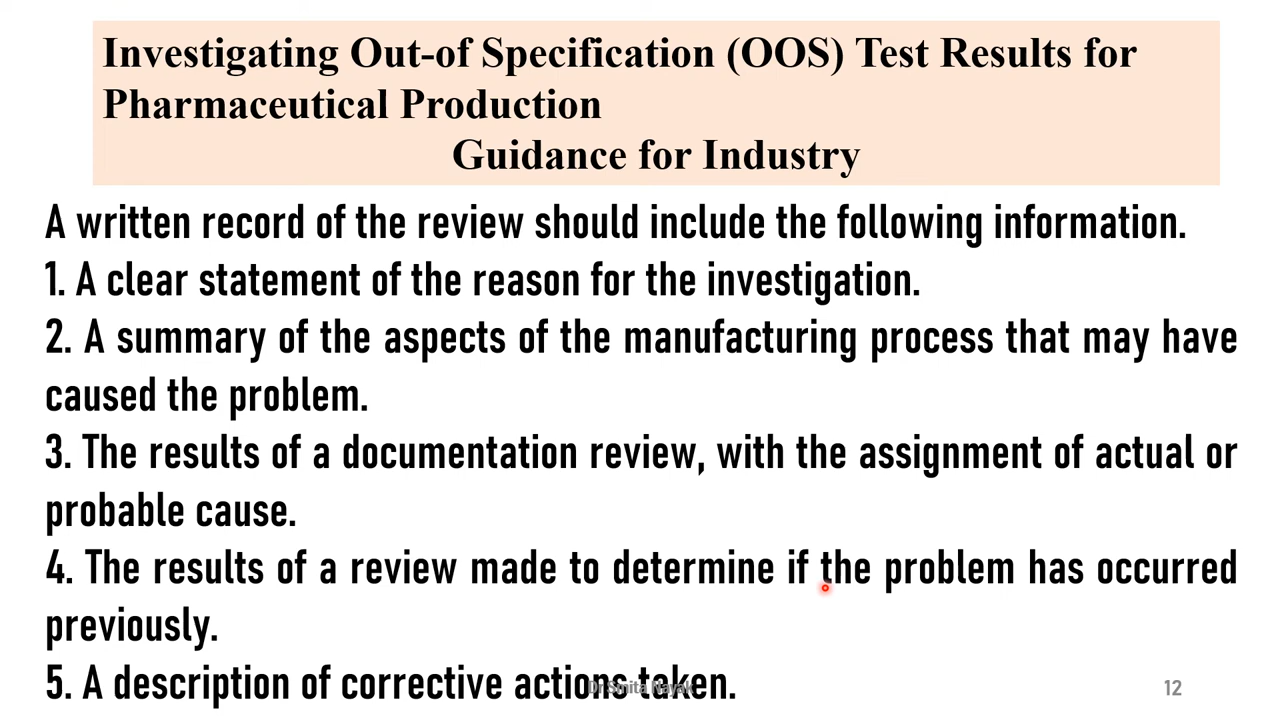 Investigating Out-of Specification (OOS) Test Results for
Pharmaceutical Production
Guidance for Industry
A written record of the review should include the following information.
1. A clear statement of the reason for the investigation.
2. A summary of the aspects of the manufacturing process that may have
caused the problem.
3. The results of a documentation review, with the assignment of actual or
probable cause.
4. The results of a review made to determine if the problem has occurred
previously.
5. A description of corrective actions taken.
Dr Smita Nayak
12